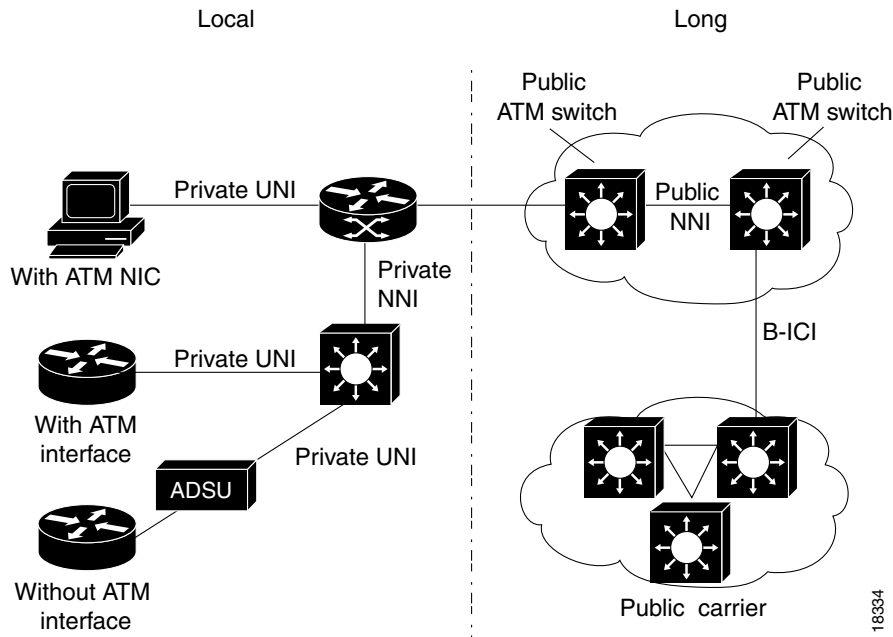 Local
Long
Public
ATM switch
Public
ATM switch
Private UNI
Public
NNI
With ATM NIC
Private
NNI
B-ICI
Private UNI
With ATM
interface
Private UNI
ADSU
Without ATM
interface
Public carrier
18334